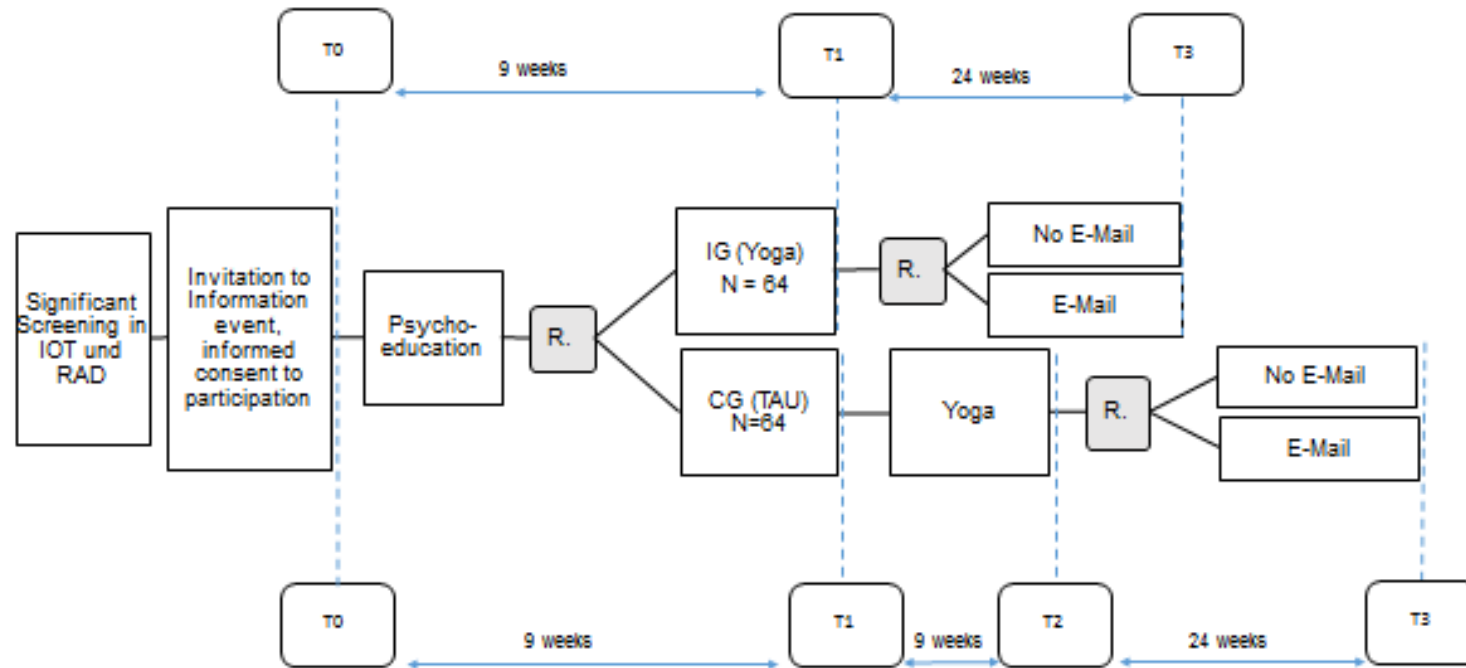 T0
9 weeks
T1
24 weeks
T3
Significant
Screening in
IOT und
RAD
Invitation to
Information
event,
informed
consent to
participation
Psycho-
education
R.
IG (Yoga)
N = 64
R.
No E-Mail
E-Mail
CG (TAU)
N=64
Yoga
R.
No E-Mail
E-Mail
T0
9 weeks
T1
9 weeks
T2
24 weeks
T3